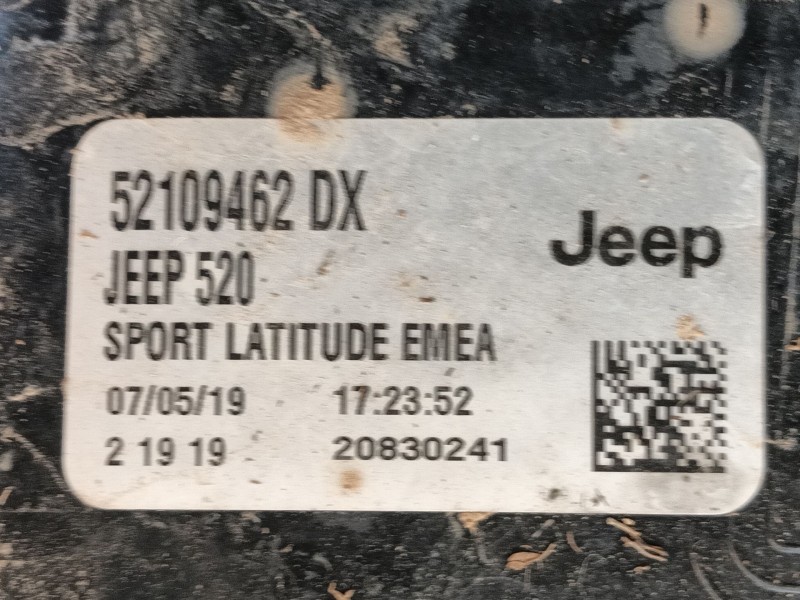 52109462 DX
Jeep
JEEP 520
SPORT LATITUDE EMEA
07/05/19 17:23:52
2 19 19 20830241